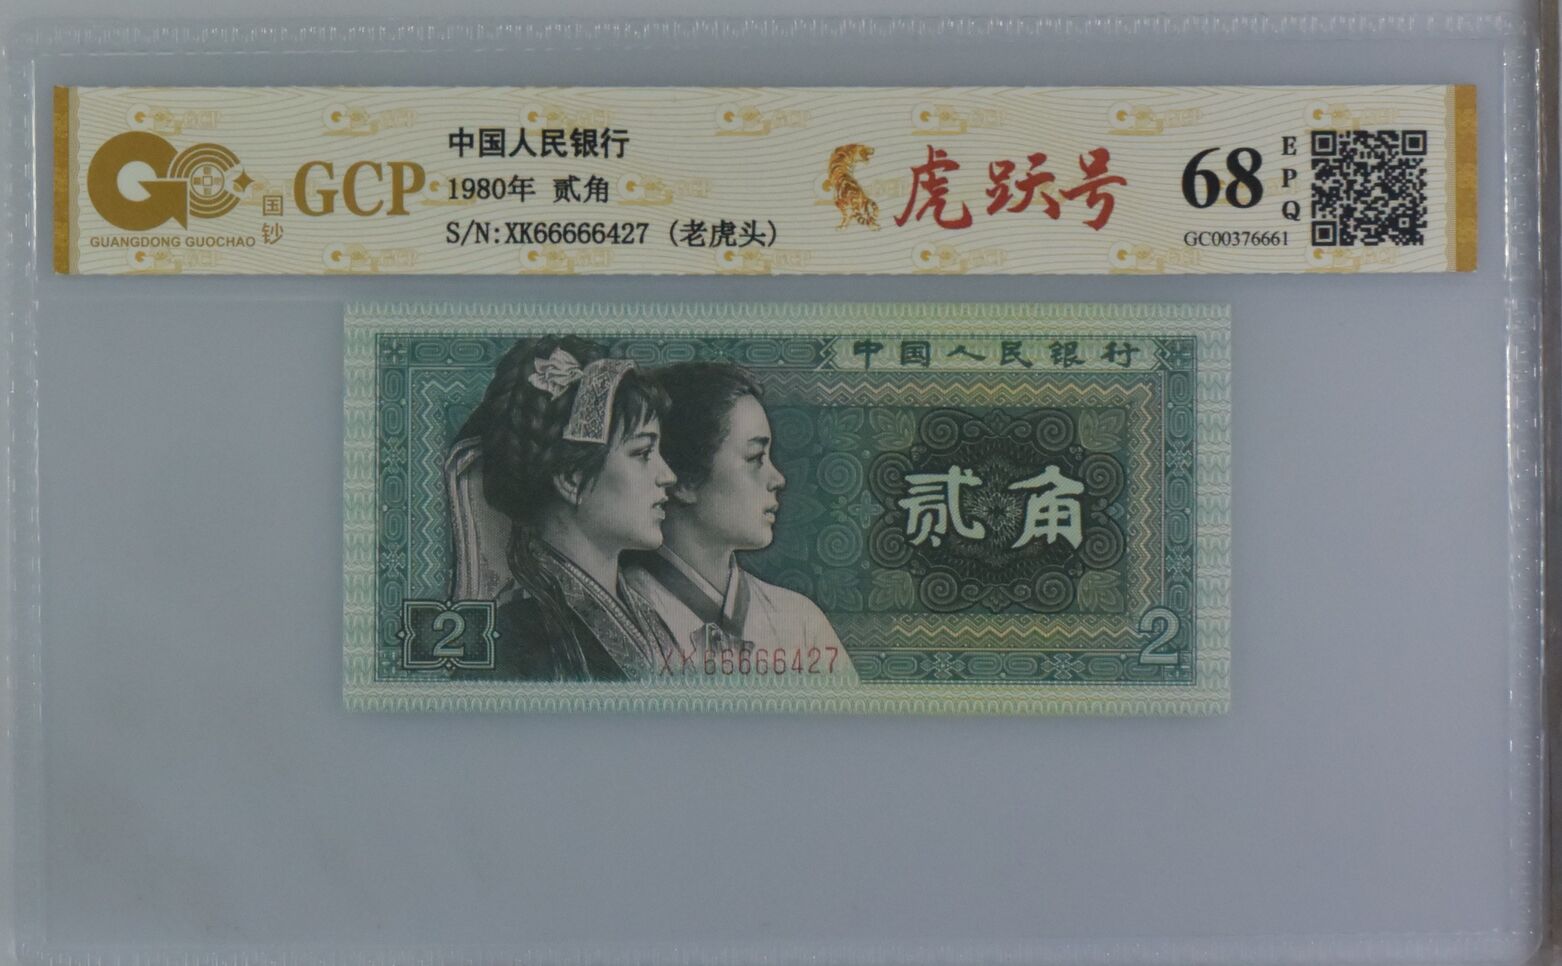 GCP
国钞
GUANGDONG GUOCHAO
中国人民银行
1980年 贰角
S/N:XK66666427 (老虎头)
虎跃号
68
EPQ
GC00376661
中国人民银行
贰角
2
2
XK66666427